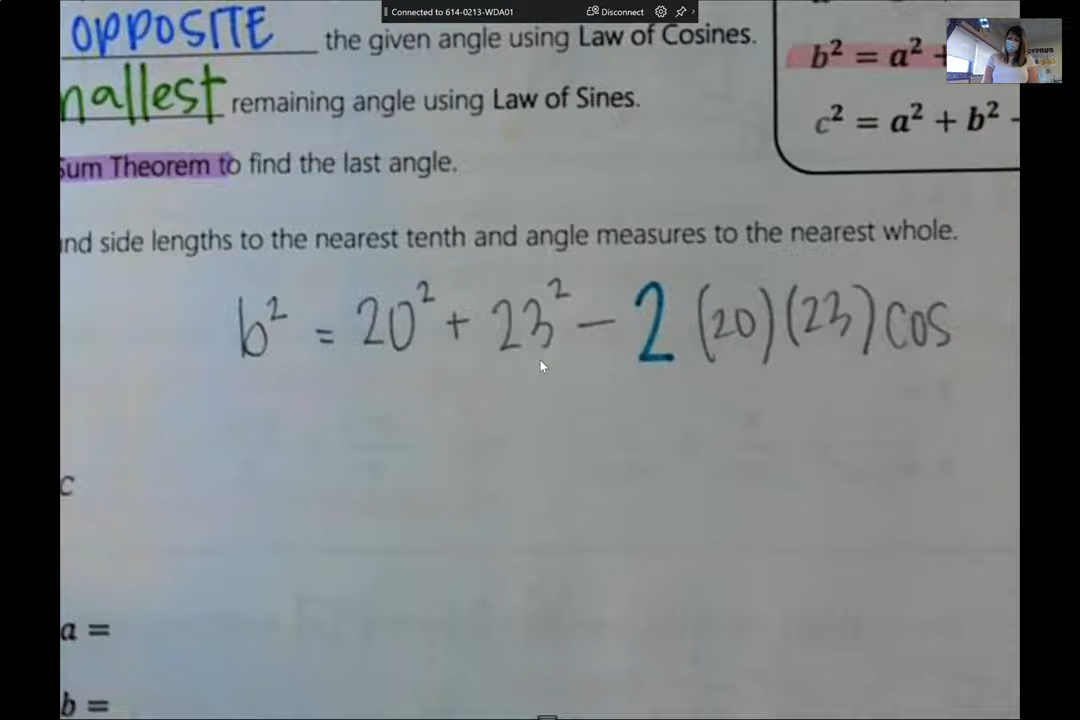 Connected to 614-0213-WDA01 Disconnect
OPPOSITE the given angle using Law of Cosines.
nallest remaining angle using Law of Sines.
Sum Theorem to find the last angle.
nd side lengths to the nearest tenth and angle measures to the nearest whole.
b² = a² +
c² = a² + b² -
CYPRUS
b² = 20² + 23² - 2 (20)(23) cos
c
a =
b =